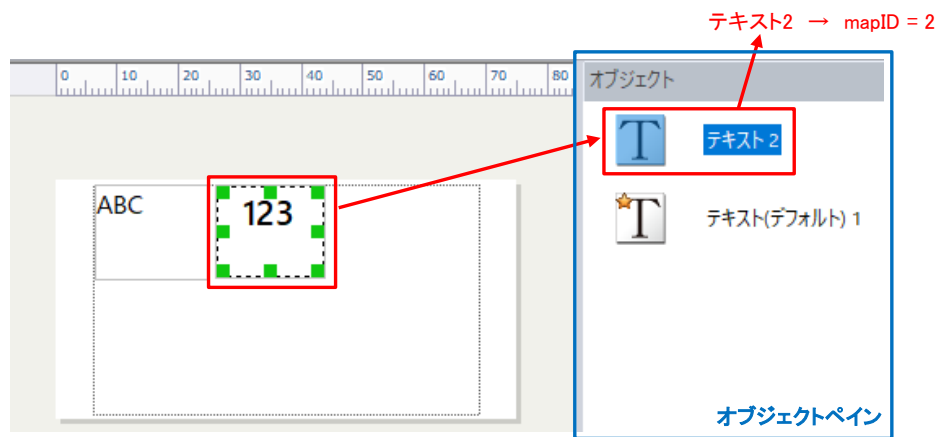 テキスト2 → mapID = 2
0 10 20 30 40 50 60 70 80
オブジェクト
テキスト 2
ABC
123
テキスト(デフォルト) 1
オブジェクトペイン